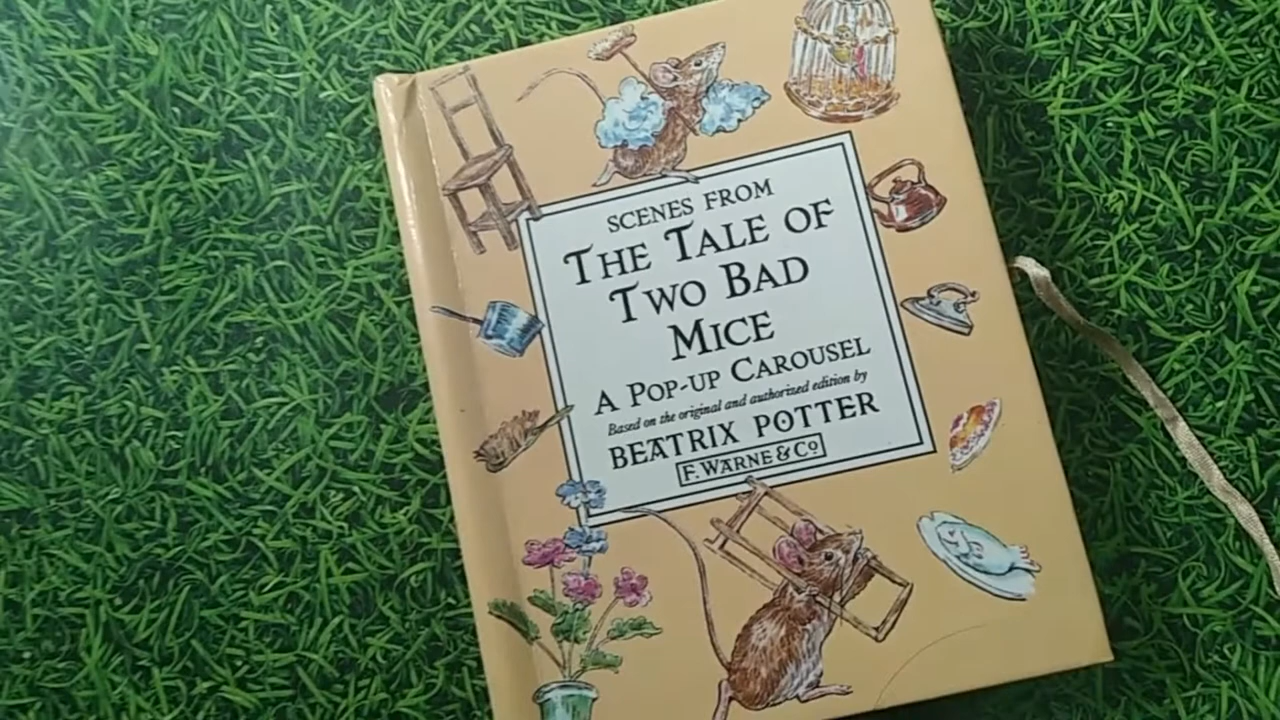 SCENES FROM
THE TALE OF
TWO BAD
MICE
A POP-UP CAROUSEL
Based on the original and authorized edition by
BEATRIX POTTER
F. WARNE & Co